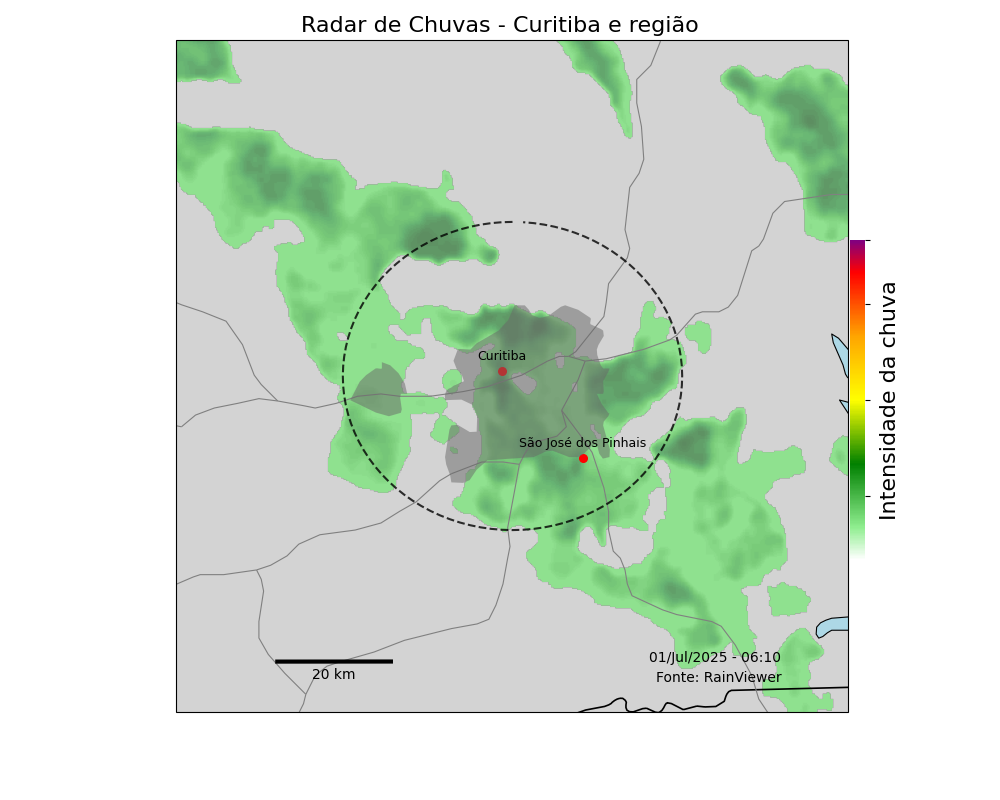 Radar de Chuvas - Curitiba e região
Curitiba
São José dos Pinhais
Intensidade da chuva
01/Jul/2025 - 06:10
20 km
Fonte: RainViewer